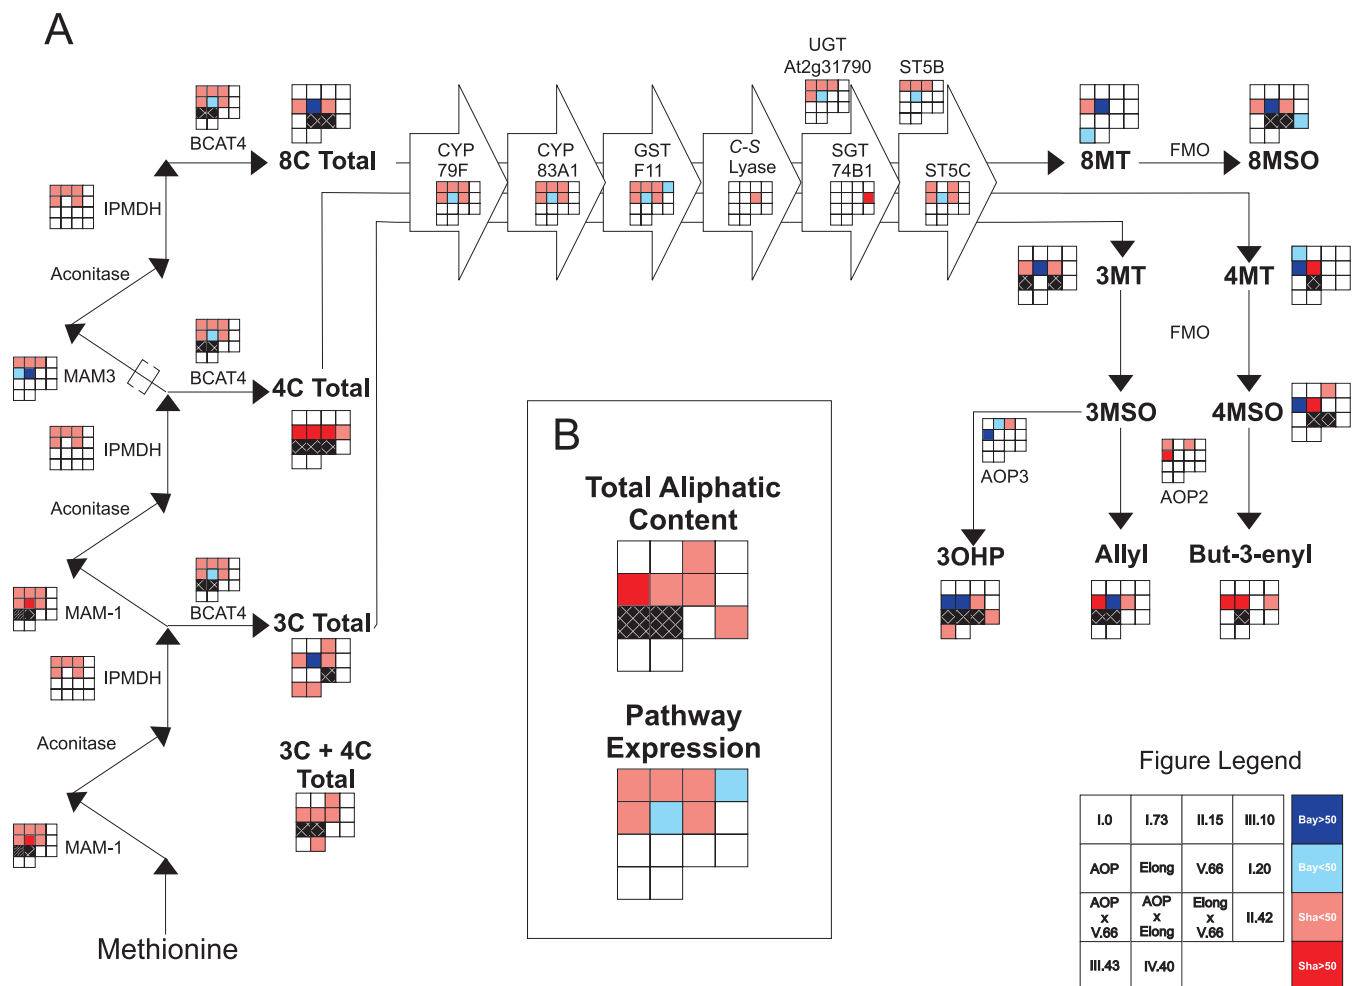 A
UGT
At2g31790
ST5B
BCAT4
8C Total
CYP
79F
CYP
83A1
GST
F11
C-S
Lyase
SGT
74B1
ST5C
8MT
FMO
8MSO
IPMDH
Aconitase
3MT
4MT
MAM3
BCAT4
4C Total
FMO
3MSO
4MSO
IPMDH
AOP3
AOP2
Aconitase
B
Total Aliphatic
Content
3OHP
Allyl
But-3-enyl
MAM-1
BCAT4
3C Total
IPMDH
Pathway
Expression
Aconitase
3C + 4C
Total
MAM-1
Methionine
Figure Legend
I.0 I.73 II.15 III.10 Bay>50
AOP Elong V.66 I.20 Bay<50
AOP x V.66 AOP x Elong Elong x V.66 II.42 Sha<50
III.43 IV.40 Sha>50